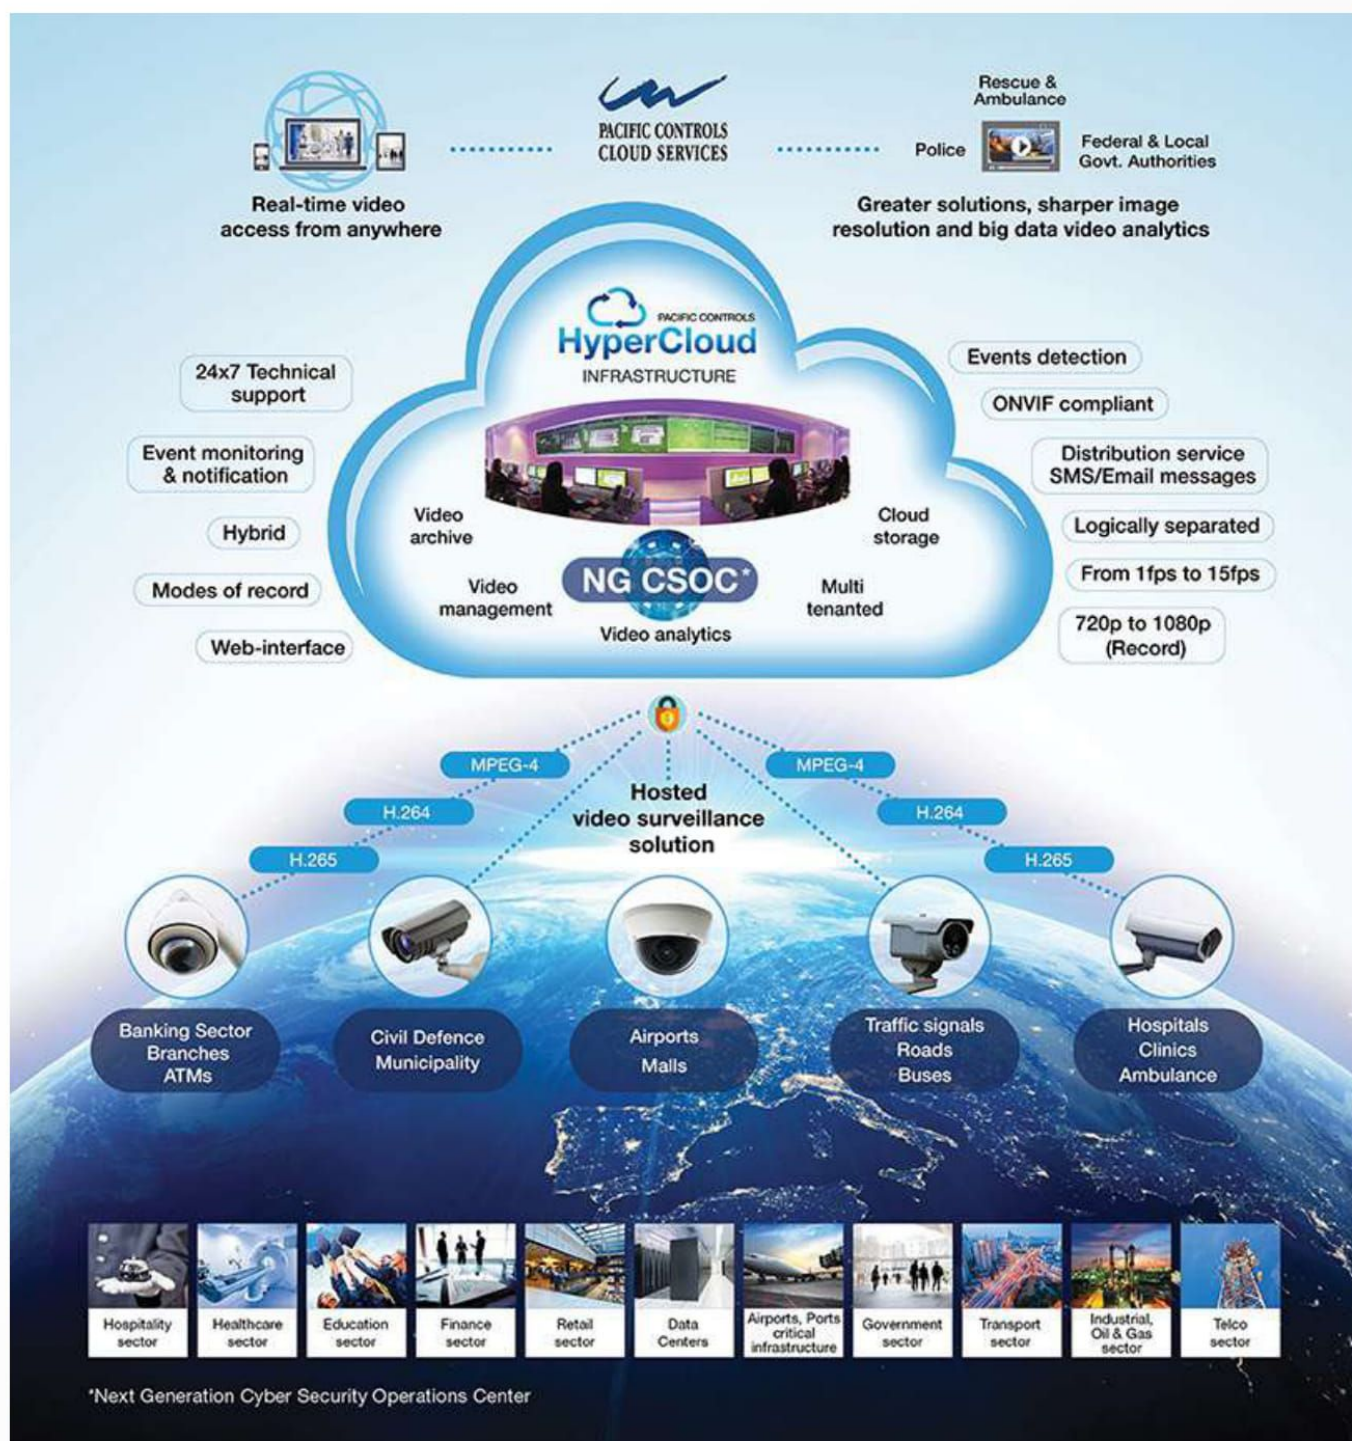 Rescue &
Ambulance
PACIFIC CONTROLS
CLOUD SERVICES
Police
Federal & Local
Govt. Authorities
Real-time video
access from anywhere
Greater solutions, sharper image
resolution and big data video analytics
PACIFIC CONTROLS
HyperCloud
INFRASTRUCTURE
24x7 Technical
support
Event monitoring
& notification
Hybrid
Modes of record
Web-interface
Events detection
ONVIF compliant
Distribution service
SMS/Email messages
Logically separated
From 1fps to 15fps
720p to 1080p
(Record)
Video
archive
Cloud
storage
NG CSOC*
Video
management
Multi
tenanted
Video analytics
MPEG-4
H.264
H.265
MPEG-4
H.264
H.265
Hosted
video surveillance
solution
Banking Sector
Branches
ATMs
Civil Defence
Municipality
Airports
Malls
Traffic signals
Roads
Buses
Hospitals
Clinics
Ambulance
Hospitality
sector
Healthcare
sector
Education
sector
Finance
sector
Retail
sector
Data
Centers
Airports, Ports
critical
infrastructure
Government
sector
Transport
sector
Industrial,
Oil & Gas
sector
Telco
sector
*Next Generation Cyber Security Operations Center